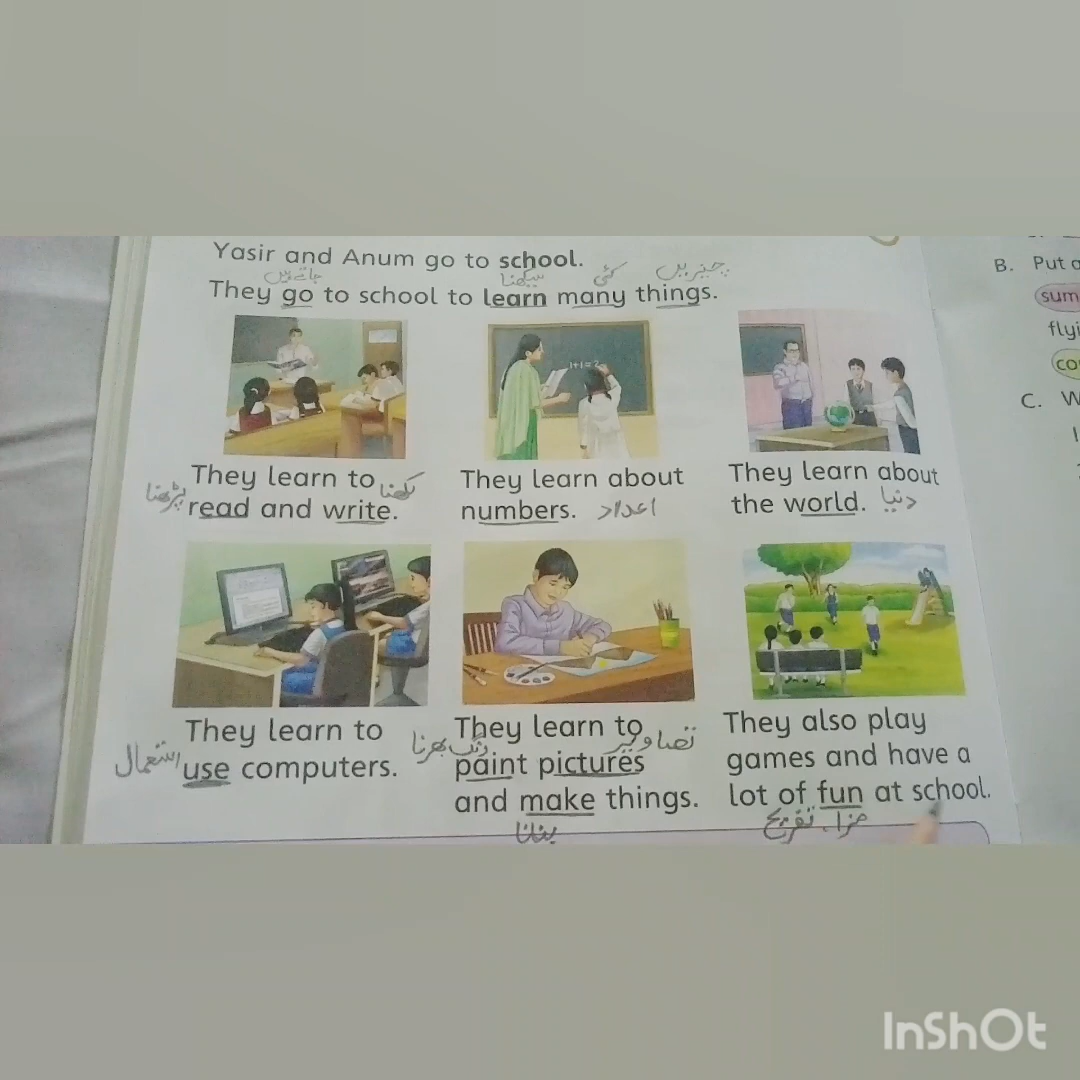 Yasir and Anum go to school.
جاتے ہیں سیکھنا کئی چیزیں
They go to school to learn many things.
1+1=2
They learn to لکھنا
پڑھنا read and write.
They learn about
numbers. اعداد
They learn about
the world. دنیا
They learn to
استعمال use computers.
They learn to تصاویر
رنگ بھرنا paint pictures
and make things.
بنانا
They also play
games and have a
lot of fun at school.
مزا، تفریح
B. Put
C.
InShOt